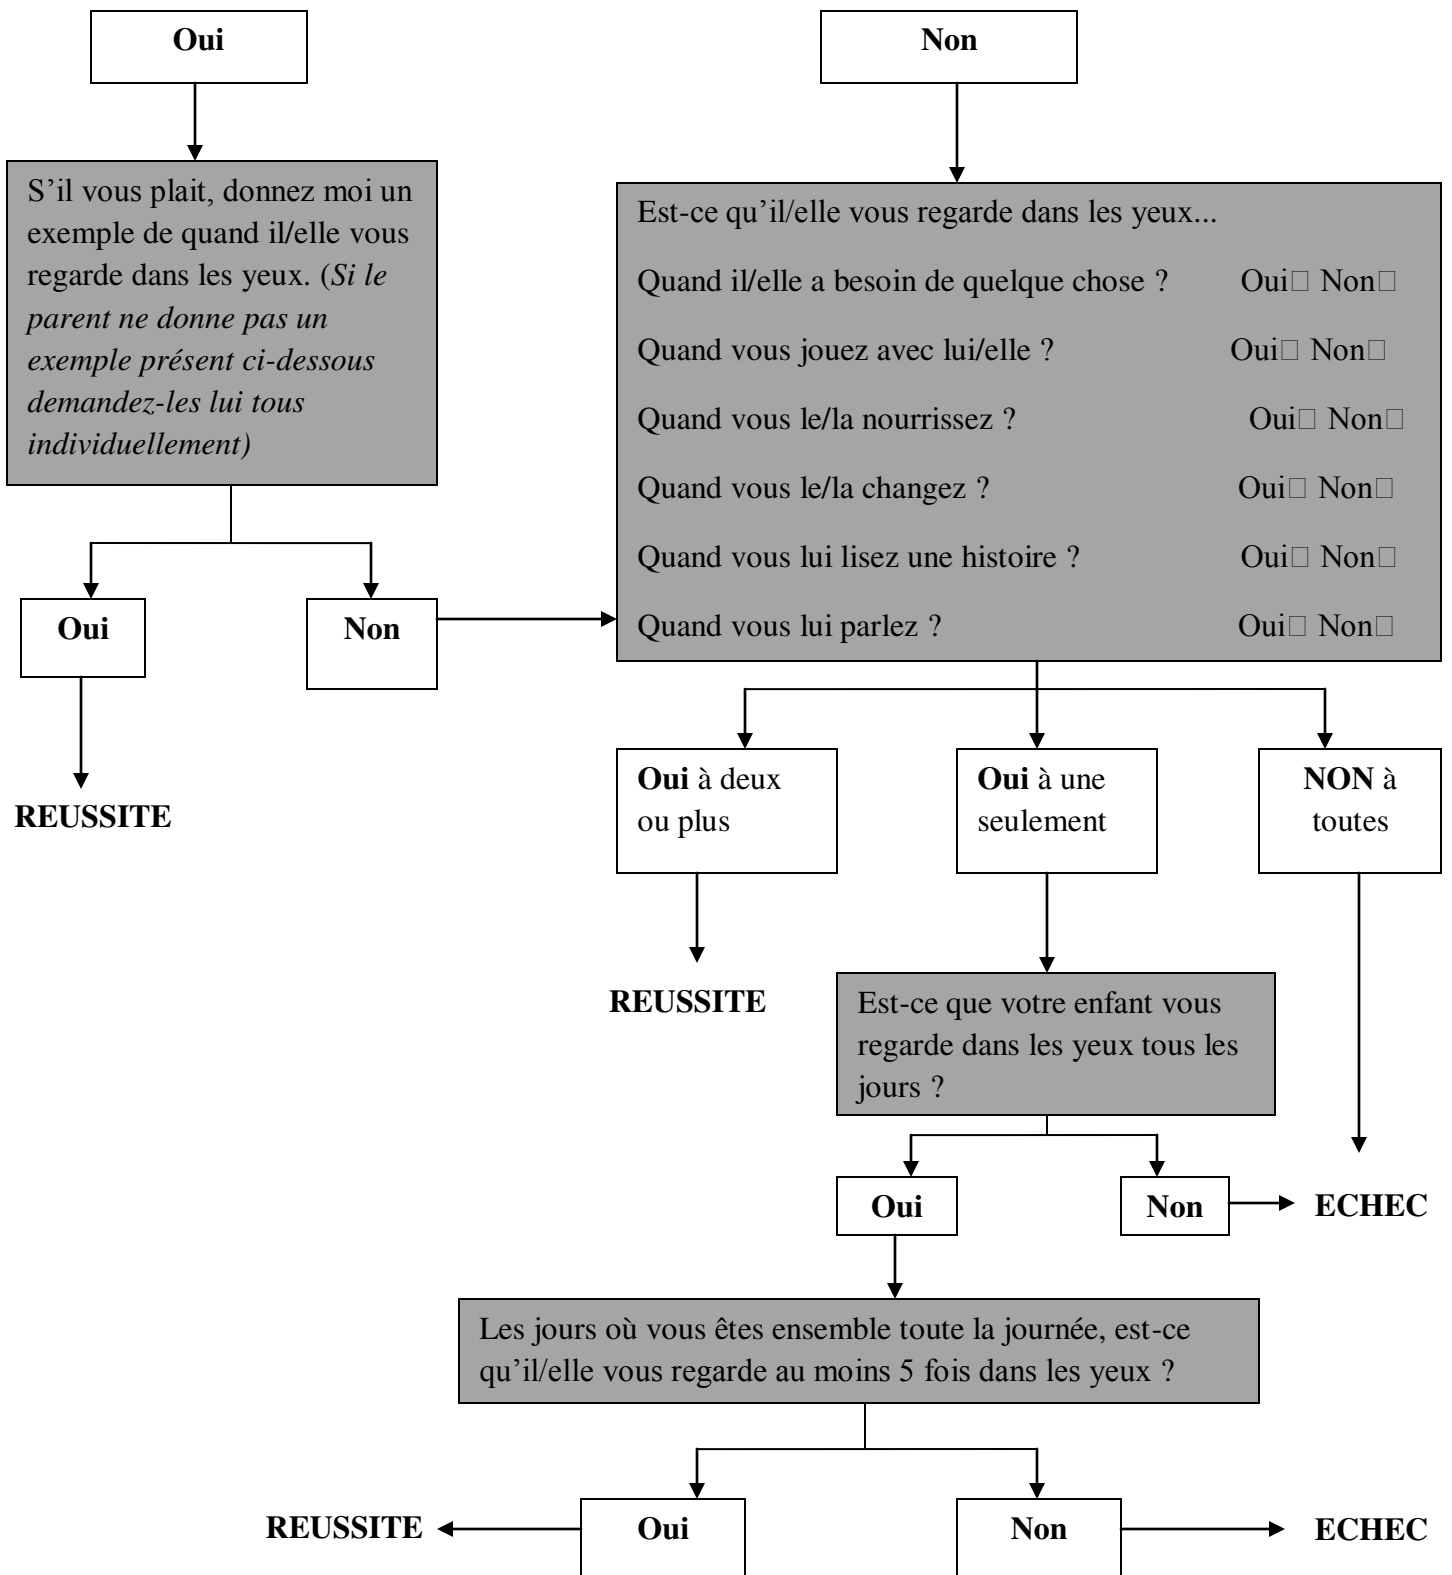 Oui
Non
S’il vous plait, donnez moi un
exemple de quand il/elle vous
regarde dans les yeux. (Si le
parent ne donne pas un
exemple présent ci-dessous
demandez-les lui tous
individuellement)
Est-ce qu’il/elle vous regarde dans les yeux...
Quand il/elle a besoin de quelque chose ? Oui□ Non□
Quand vous jouez avec lui/elle ? Oui□ Non□
Quand vous le/la nourrissez ? Oui□ Non□
Quand vous le/la changez ? Oui□ Non□
Quand vous lui lisez une histoire ? Oui□ Non□
Quand vous lui parlez ? Oui□ Non□
Oui
Non
REUSSITE
Oui à deux
ou plus
Oui à une
seulement
NON à
toutes
REUSSITE
Est-ce que votre enfant vous
regarde dans les yeux tous les
jours ?
Oui
Non
ECHEC
Les jours où vous êtes ensemble toute la journée, est-ce
qu’il/elle vous regarde au moins 5 fois dans les yeux ?
REUSSITE
Oui
Non
ECHEC